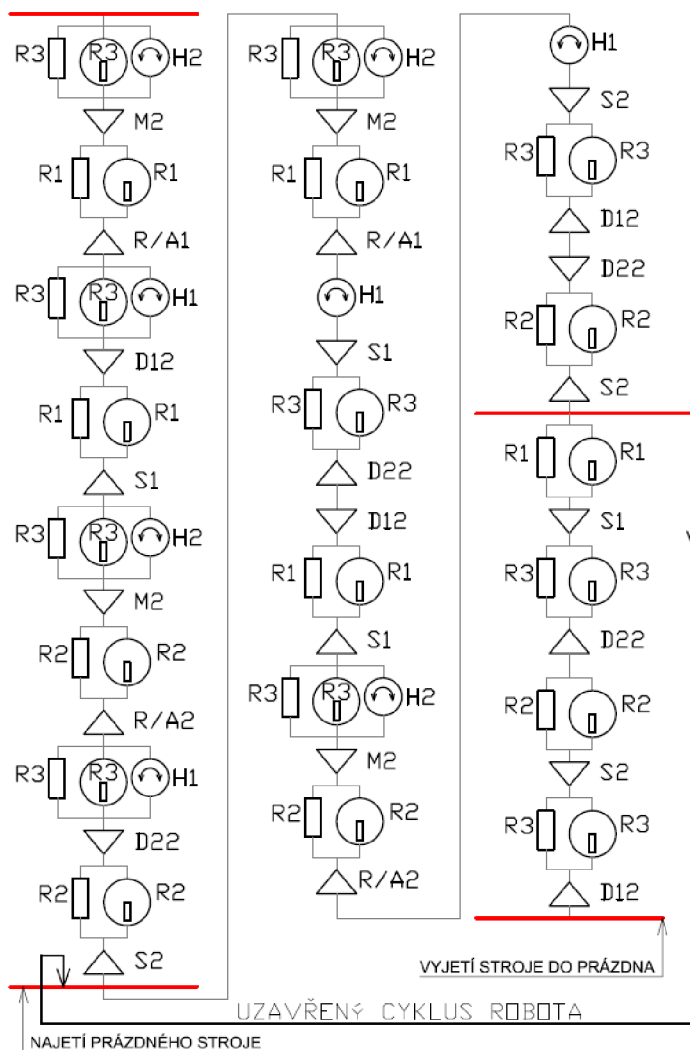 R3 R3 H2
M2
R1 R1
R/A1
R3 R3 H1
D12
R1 R1
S1
R3 R3 H2
M2
R2 R2
R/A2
R3 R3 H1
D22
R2 R2
S2
R3 R3 H2
M2
R1 R1
R/A1
H1
S1
R3 R3
D22
D12
R1 R1
S1
R3 R3 H2
M2
R2 R2
R/A2
H1
S2
R3 R3
D12
D22
R2 R2
S2
R1 R1
S1
R3 R3
D22
R2 R2
S2
R3 R3
D12
VYJETÍ STROJE DO PRÁZDNA
UZAVŘENÝ CYKLUS ROBOTA
NAJETÍ PRÁZDNÉHO STROJE